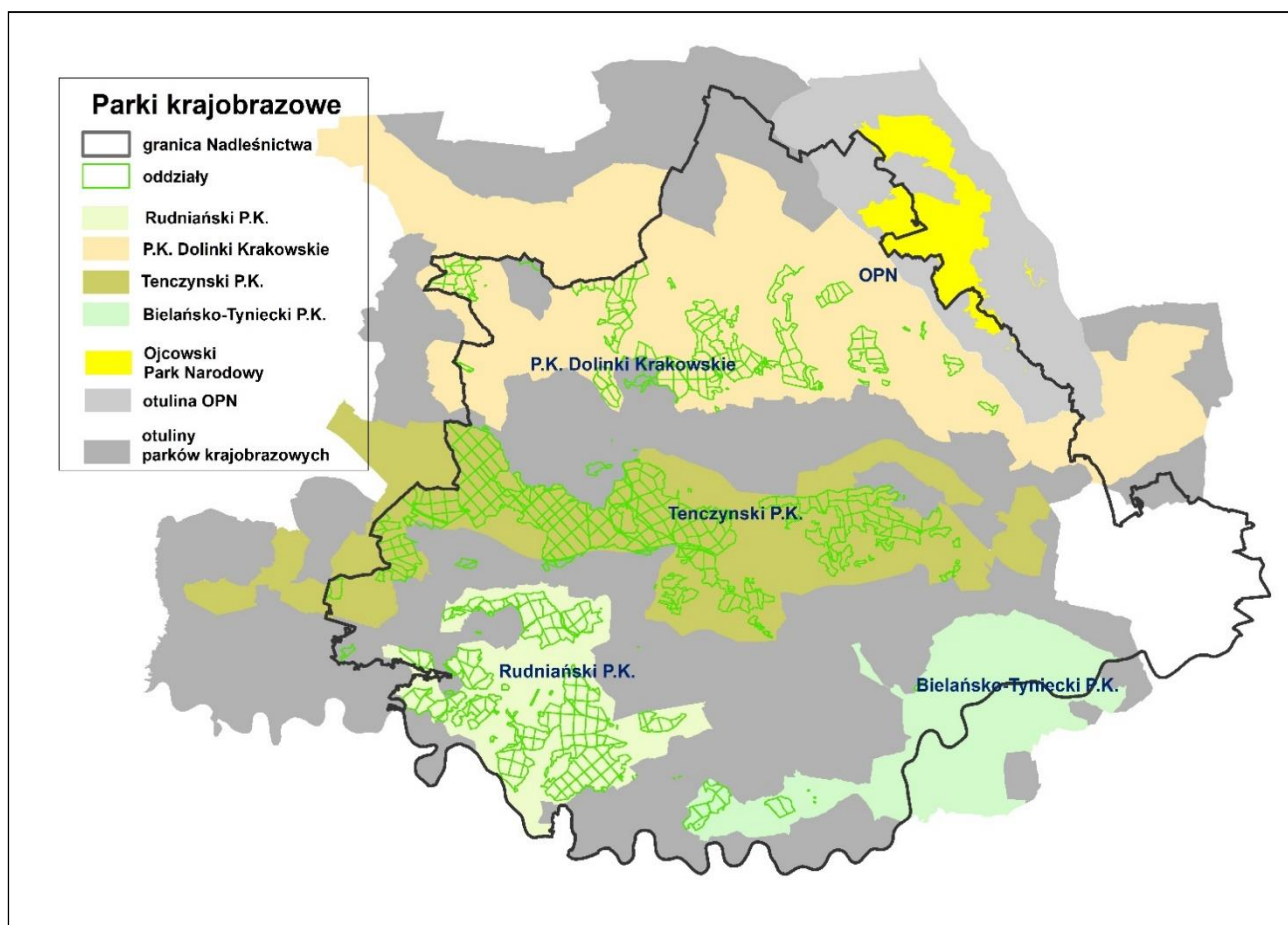 Parki krajobrazowe
granica Nadleśnictwa
oddziały
Rudniański P.K.
P.K. Dolinki Krakowskie
Tenczynski P.K.
Bielańsko-Tyniecki P.K.
Ojcowski
Park Narodowy
otulina OPN
otuliny
parków krajobrazowych
OPN
P.K. Dolinki Krakowskie
Tenczynski P.K.
Rudniański P.K.
Bielańsko-Tyniecki P.K.